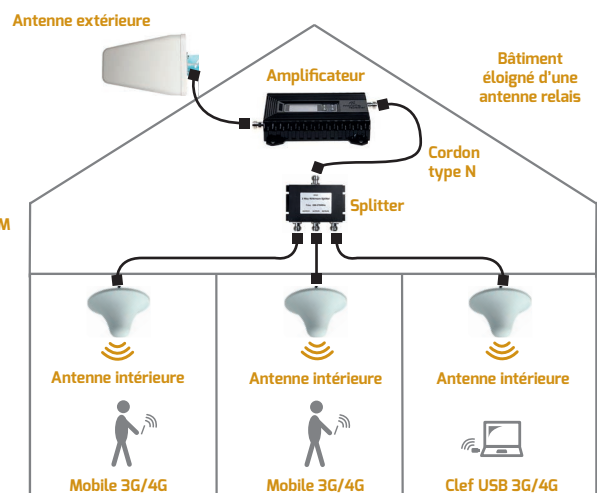 Antenne extérieure
Amplificateur
Bâtiment
éloigné d'une
antenne relais
Cordon
type N
Splitter
M
Antenne intérieure
Antenne intérieure
Antenne intérieure
Mobile 3G/4G
Mobile 3G/4G
Clef USB 3G/4G